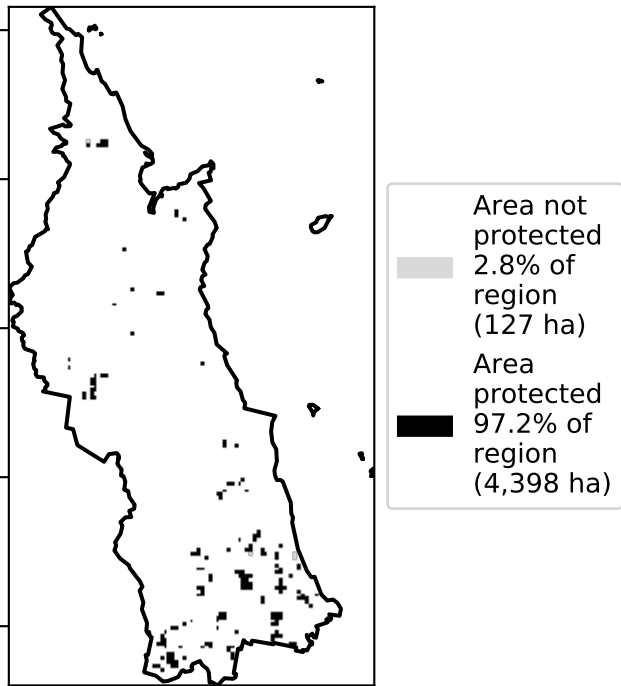 Area not
protected
2.8% of
region
(127 ha)
Area
protected
97.2% of
region
(4,398 ha)